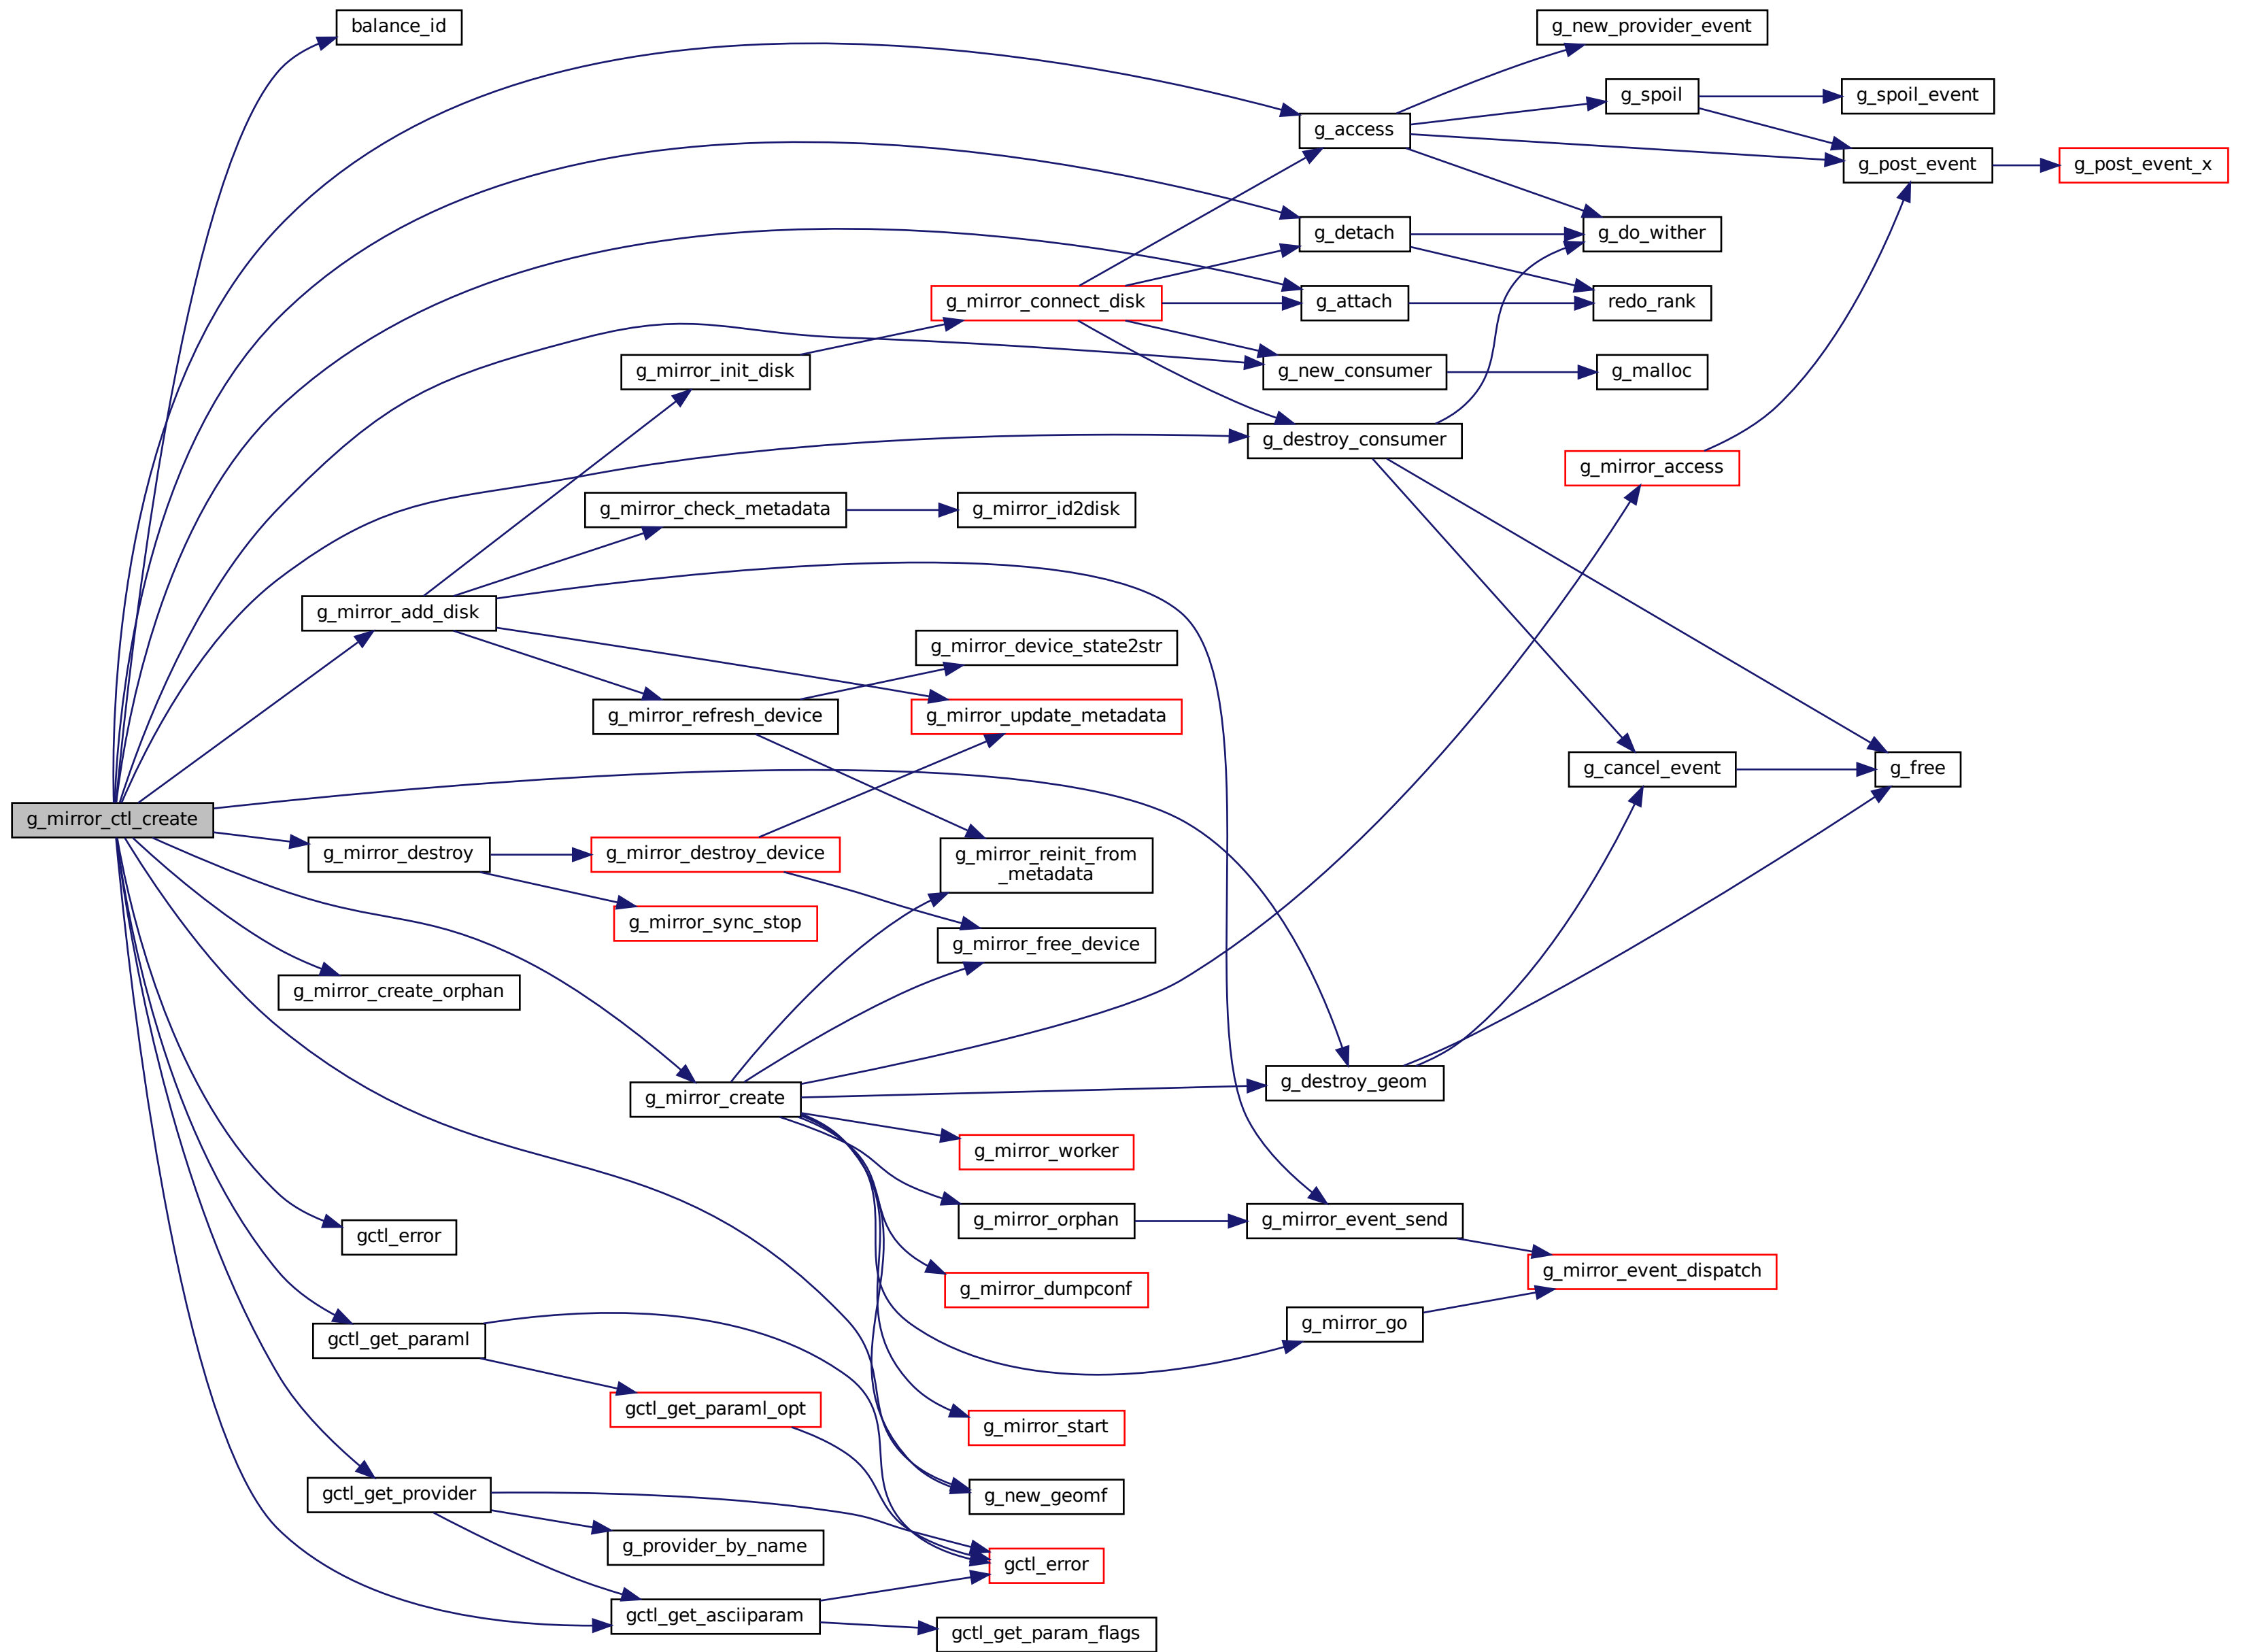 balance_id
g_new_provider_event
g_spoil
g_spoil_event
g_access
g_post_event
g_post_event_x
g_detach
g_do_wither
g_mirror_connect_disk
g_attach
redo_rank
g_mirror_init_disk
g_new_consumer
g_malloc
g_destroy_consumer
g_mirror_access
g_mirror_check_metadata
g_mirror_id2disk
g_mirror_add_disk
g_mirror_device_state2str
g_mirror_refresh_device
g_mirror_update_metadata
g_cancel_event
g_free
g_mirror_ctl_create
g_mirror_destroy
g_mirror_destroy_device
g_mirror_reinit_from
_metadata
g_mirror_sync_stop
g_mirror_free_device
g_mirror_create_orphan
g_mirror_create
g_destroy_geom
g_mirror_worker
g_mirror_orphan
g_mirror_event_send
gctl_error
g_mirror_event_dispatch
g_mirror_dumpconf
g_mirror_go
gctl_get_paraml
gctl_get_paraml_opt
g_mirror_start
gctl_get_provider
g_new_geomf
g_provider_by_name
gctl_error
gctl_get_asciiparam
gctl_get_param_flags